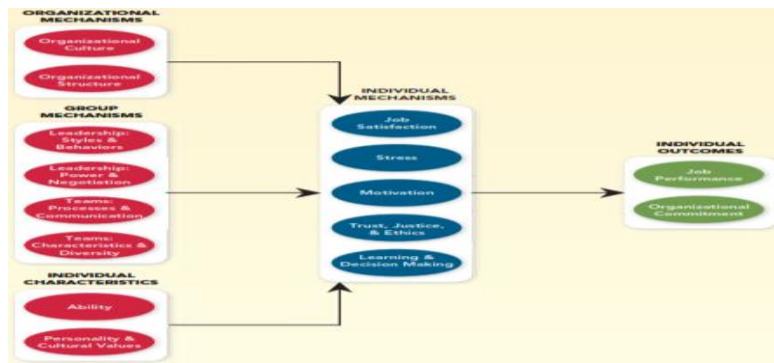 ORGANIZATIONAL
MECHANISMS
Organizational
Culture
Organizational
Structure
GROUP
MECHANISMS
Leadership:
Styles &
Behaviors
Leadership:
Power &
Negotiation
Teams:
Processes &
Communication
Teams:
Characteristics &
Diversity
INDIVIDUAL
CHARACTERISTICS
Ability
Personality &
Cultural Values
INDIVIDUAL
MECHANISMS
Job
Satisfaction
Stress
Motivation
Trust, Justice,
& Ethics
Learning &
Decision Making
INDIVIDUAL
OUTCOMES
Job
Performance
Organizational
Commitment